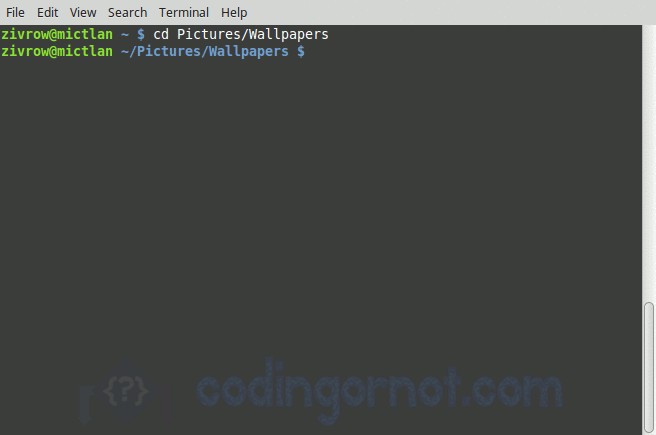 File Edit View Search Terminal Help
zivrow@mictlan ~ $ cd Pictures/Wallpapers
zivrow@mictlan ~/Pictures/Wallpapers $
{?} codingornot.com